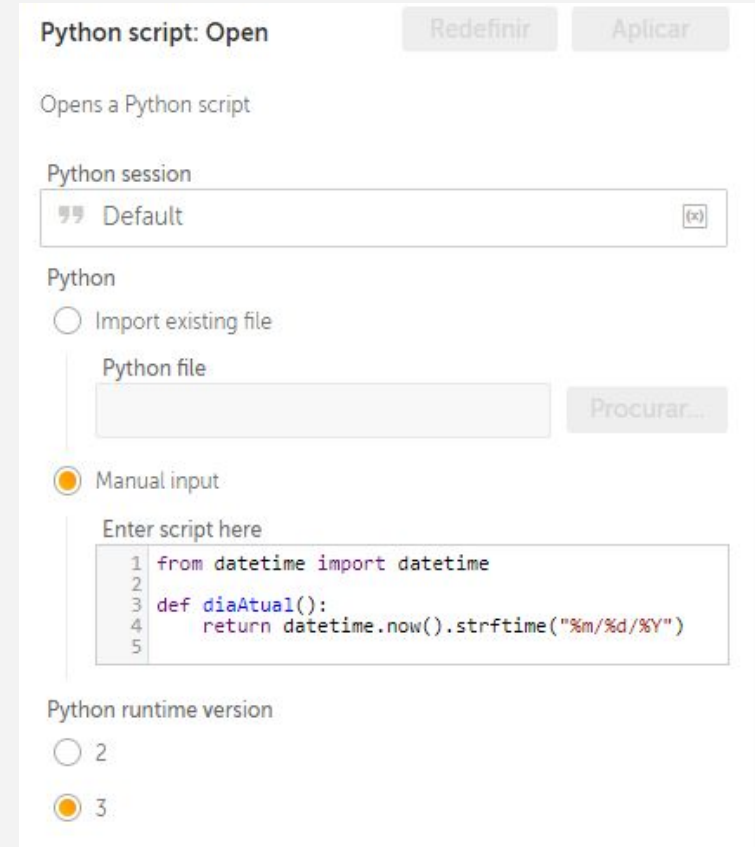 Python script: Open
Redefinir
Aplicar
Opens a Python script
Python session
Default
(x)
Python
Import existing file
Python file
Procurar...
Manual input
Enter script here
1 from datetime import datetime
2
3 def diaAtual():
4     return datetime.now().strftime("%m/%d/%Y")
5
Python runtime version
2
3